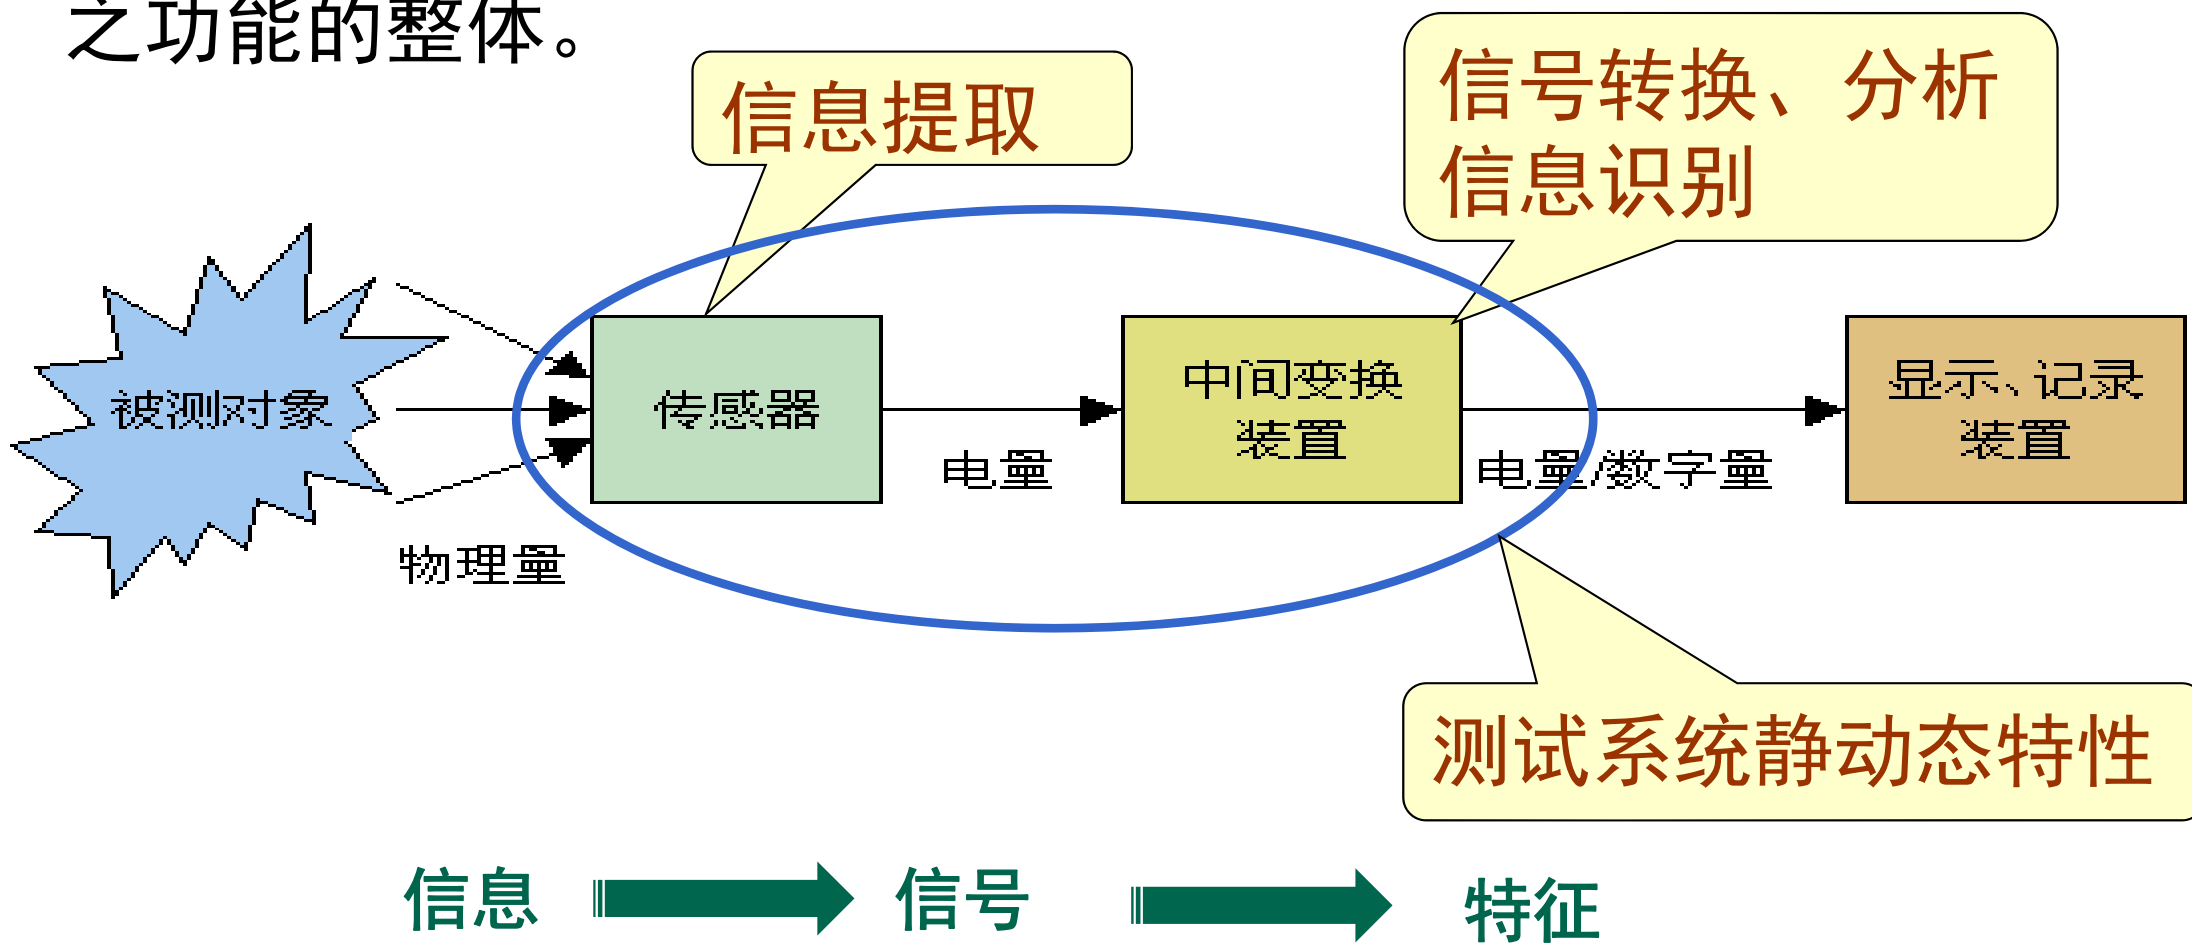 之功能的整体。
信息提取
信号转换、分析
信息识别
被测对象
传感器
中间变换
装置
显示、记录
装置
电量
电量/数字量
物理量
测试系统静动态特性
信息
信号
特征